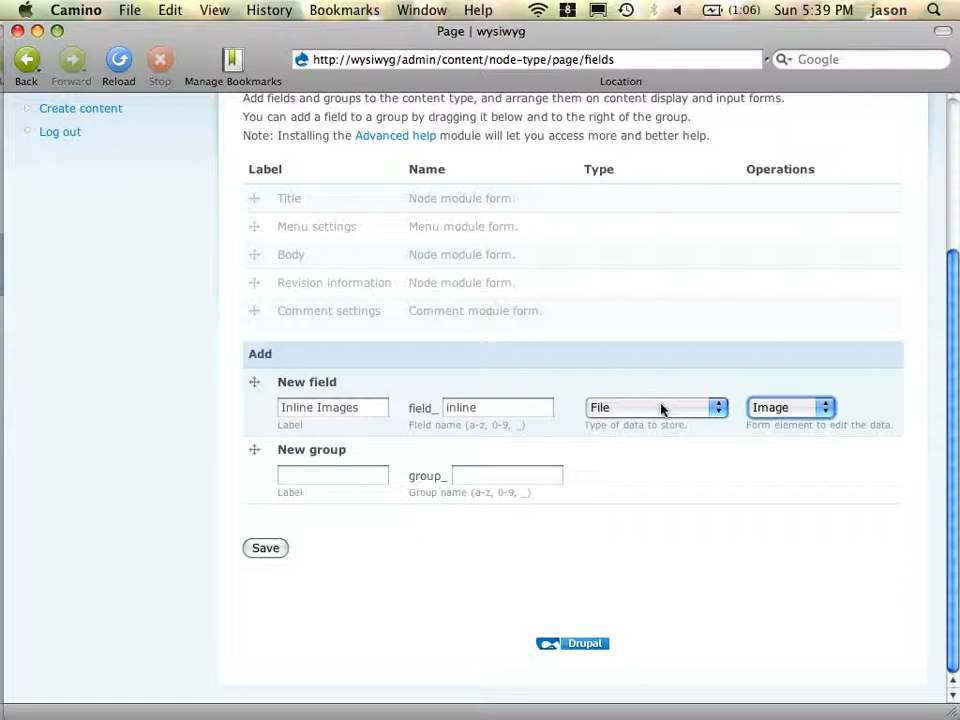 Camino File Edit View History Bookmarks Window Help (1:06) Sun 5:39 PM jason
Page | wysiwyg
http://wysiwyg/admin/content/node-type/page/fields Google
Back Forward Reload Stop Manage Bookmarks Location
Create content
Log out
Add fields and groups to the content type, and arrange them on content display and input forms.
You can add a field to a group by dragging it below and to the right of the group.
Note: Installing the Advanced help module will let you access more and better help.
Label Name Type Operations
Title Node module form.
Menu settings Menu module form.
Body Node module form.
Revision information Node module form.
Comment settings Comment module form.
Add
New field
Inline Images field_ inline File Image
Label Field name (a-z, 0-9, _) Type of data to store. Form element to edit the data.
New group
group_
Label Group name (a-z, 0-9, _)
Save
Drupal